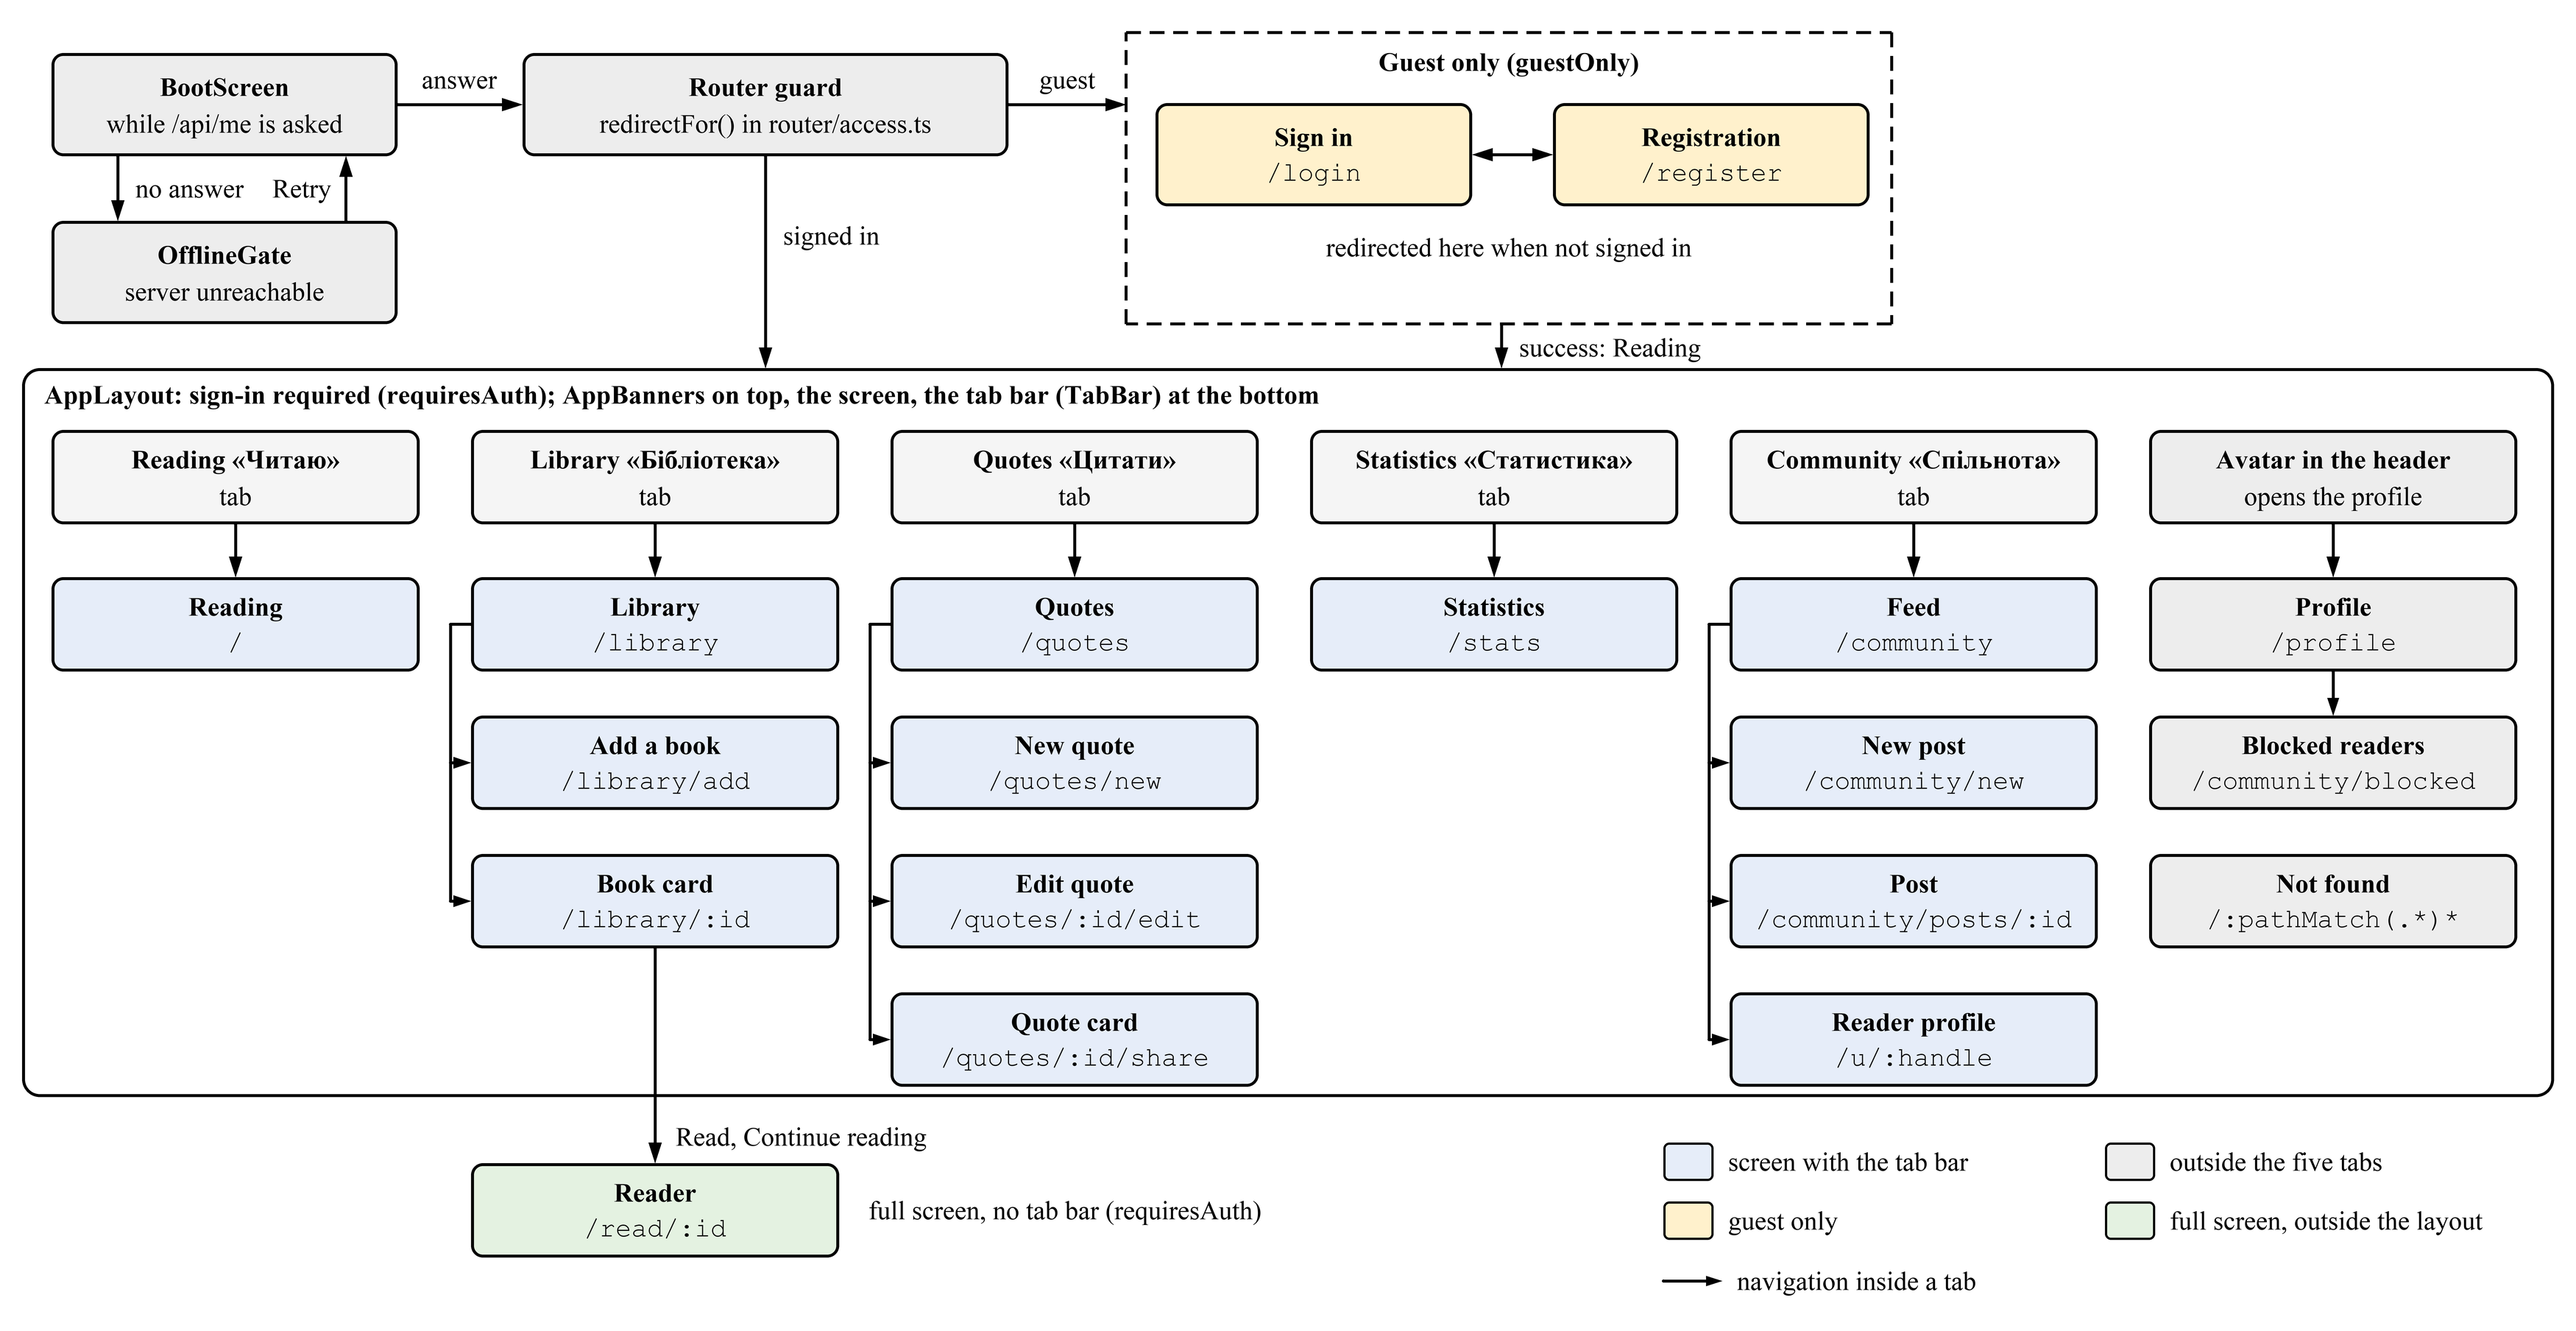 BootScreen
while /api/me is asked
answer
Router guard
redirectFor() in router/access.ts
guest
Guest only (guestOnly)
Sign in
/login
Registration
/register
redirected here when not signed in
no answer
Retry
OfflineGate
server unreachable
signed in
success: Reading
AppLayout: sign-in required (requiresAuth); AppBanners on top, the screen, the tab bar (TabBar) at the bottom
Reading «Читаю»
tab
Library «Бібліотека»
tab
Quotes «Цитати»
tab
Statistics «Статистика»
tab
Community «Спільнота»
tab
Avatar in the header
opens the profile
Reading
/
Library
/library
Quotes
/quotes
Statistics
/stats
Feed
/community
Profile
/profile
Add a book
/library/add
New quote
/quotes/new
New post
/community/new
Blocked readers
/community/blocked
Book card
/library/:id
Edit quote
/quotes/:id/edit
Post
/community/posts/:id
Not found
/:pathMatch(.*)*
Quote card
/quotes/:id/share
Reader profile
/u/:handle
Read, Continue reading
Reader
/read/:id
full screen, no tab bar (requiresAuth)
screen with the tab bar
outside the five tabs
guest only
full screen, outside the layout
navigation inside a tab